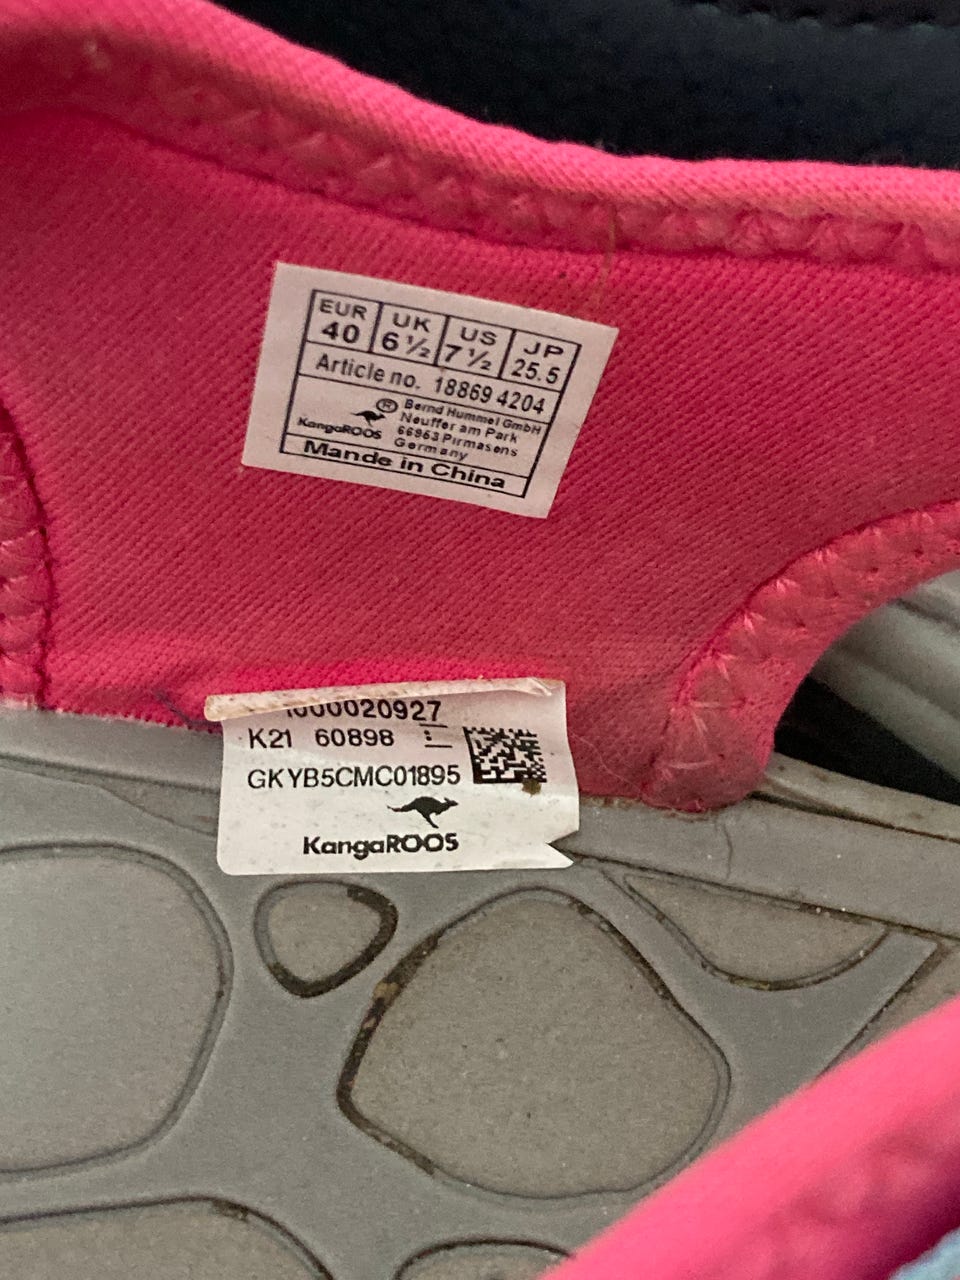 EUR UK US JP
40 6 ½ 7 ½ 25.5
Article no. 18869 4204
® Bernd Hummel GmbH
Neuffer am Park
KangaROOS 66953 Pirmasens
Germany
Mande in China
1000020927
K21 60898
GKYB5CMC01895
KangaROOS